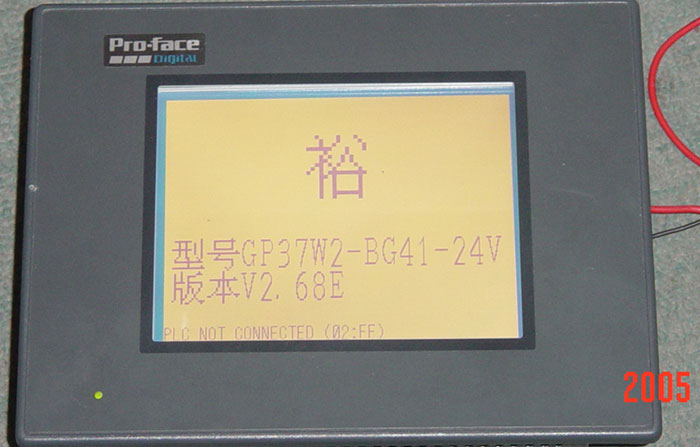 Pro-face
Digital
裕
型号GP37W2-BG41-24V
版本V2.68E
PLC NOT CONNECTED (02:FF)
2005